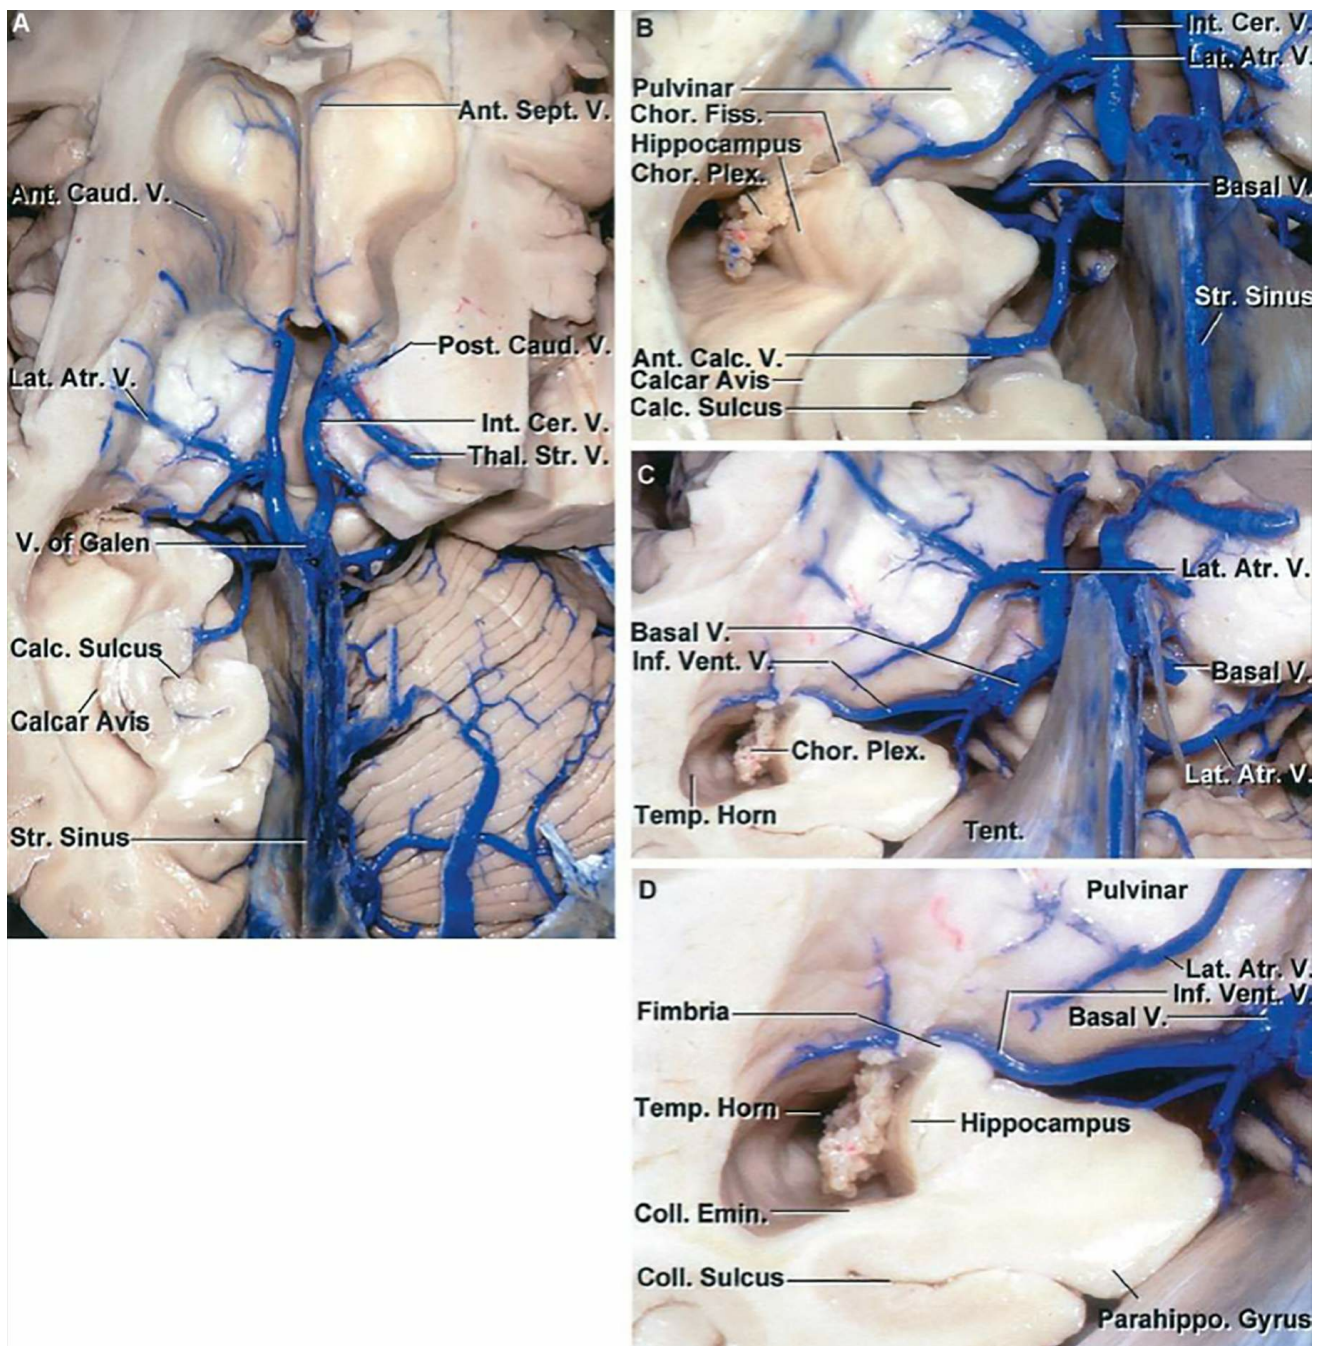 A
Ant. Sept. V.
Ant. Caud. V.
Post. Caud. V.
Lat. Atr. V.
Int. Cer. V.
Thal. Str. V.
V. of Galen
Calc. Sulcus
Calcar Avis
Str. Sinus
B
Int. Cer. V.
Lat. Atr. V.
Pulvinar
Chor. Fiss.
Hippocampus
Chor. Plex.
Basal V.
Str. Sinus
Ant. Calc. V.
Calcar Avis
Calc. Sulcus
C
Lat. Atr. V.
Basal V.
Inf. Vent. V.
Basal V.
Chor. Plex.
Lat. Atr. V.
Temp. Horn
Tent.
D
Pulvinar
Lat. Atr. V.
Inf. Vent. V.
Fimbria
Basal V.
Temp. Horn
Hippocampus
Coll. Emin.
Coll. Sulcus
Parahippo. Gyrus